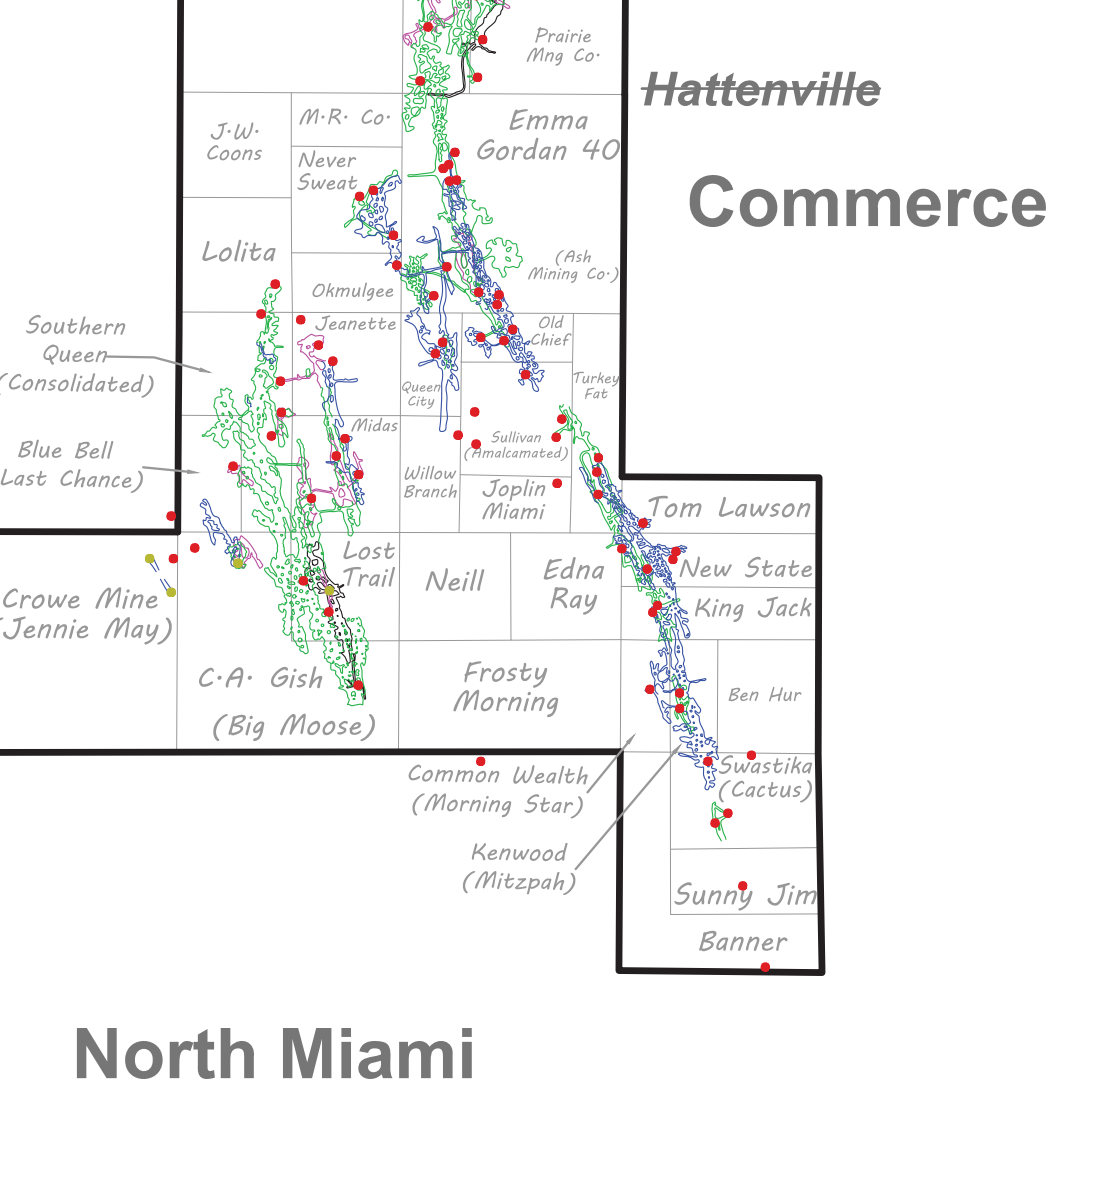 Prairie
Mng Co.
Hattenville
Emma
Gordan 40
M.R. Co.
J.W.
Coons
Never
Sweat
Commerce
Lolita
(Ash
Mining Co.)
Okmulgee
Southern
Queen
(Consolidated)
Jeanette
Old
Chief
Queen
City
Turkey
Fat
Midas
Blue Bell
Last Chance)
Sullivan
(Amalcamated)
Willow
Branch
Joplin
Miami
Tom Lawson
Lost
Trail
Neill
Edna
Ray
New State
King Jack
Crowe Mine
(Jennie May)
C.A. Gish
(Big Moose)
Frosty
Morning
Ben Hur
Common Wealth
(Morning Star)
Swastika
(Cactus)
Kenwood
(Mitzpah)
Sunny Jim
Banner
North Miami